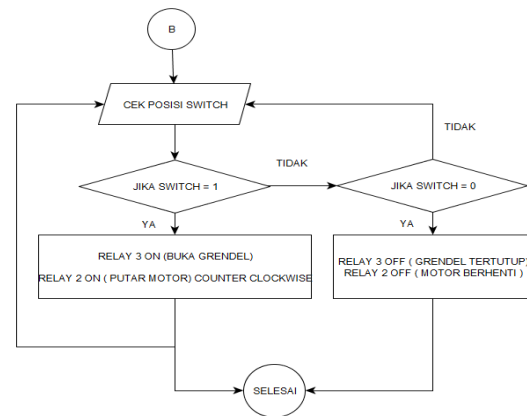 B
CEK POSISI SWITCH
TIDAK
TIDAK
JIKA SWITCH = 1
JIKA SWITCH = 0
YA
YA
RELAY 3 ON (BUKA GRENDEL)
RELAY 2 ON ( PUTAR MOTOR) COUNTER CLOCKWISE
RELAY 3 OFF ( GRENDEL TERTUTUP)
RELAY 2 OFF ( MOTOR BERHENTI )
SELESAI